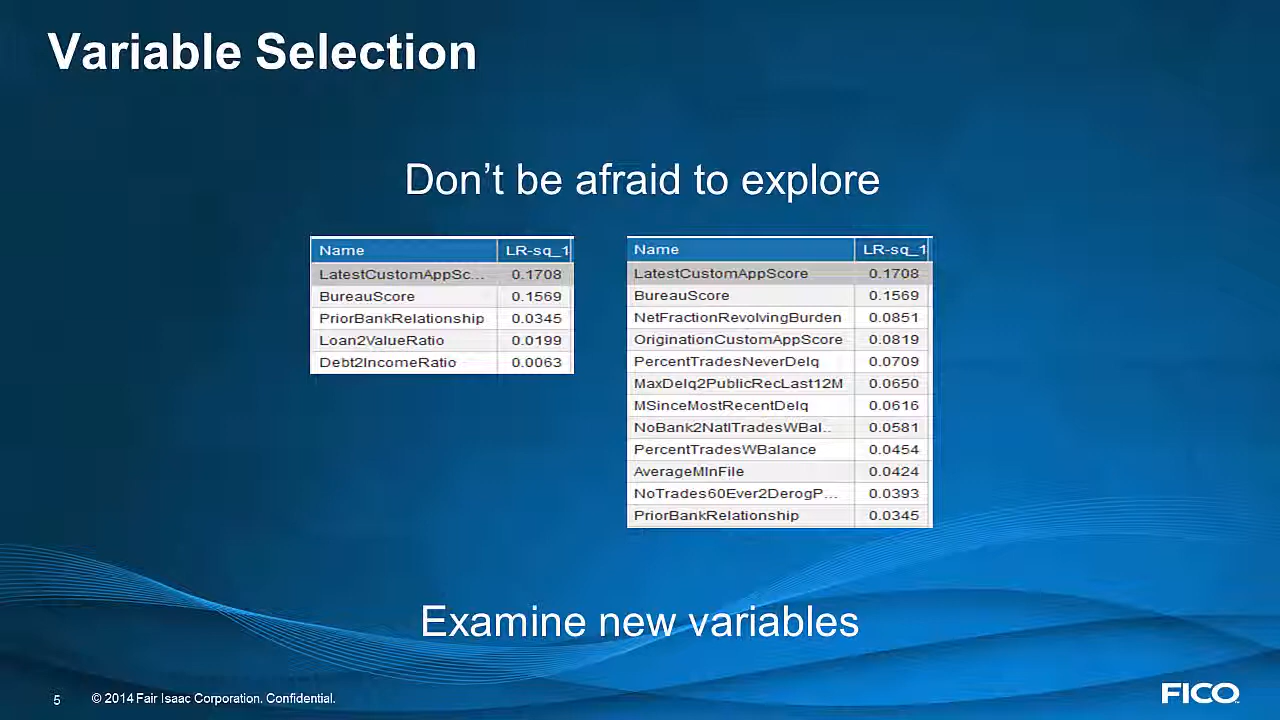 Variable Selection
Don't be afraid to explore
Name LR-sq_1
LatestCustomAppSc... 0.1708
BureauScore 0.1569
PriorBankRelationship 0.0345
Loan2ValueRatio 0.0199
Debt2IncomeRatio 0.0063
Name LR-sq_1
LatestCustomAppScore 0.1708
BureauScore 0.1569
NetFractionRevolvingBurden 0.0851
OriginationCustomAppScore 0.0819
PercentTradesNeverDelq 0.0709
MaxDelq2PublicRecLast12M 0.0650
MSinceMostRecentDelq 0.0616
NoBank2NatlTradesWBal.. 0.0581
PercentTradesWBalance 0.0454
AverageMInFile 0.0424
NoTrades60Ever2DerogP... 0.0393
PriorBankRelationship 0.0345
Examine new variables
5 © 2014 Fair Isaac Corporation. Confidential.
FICO